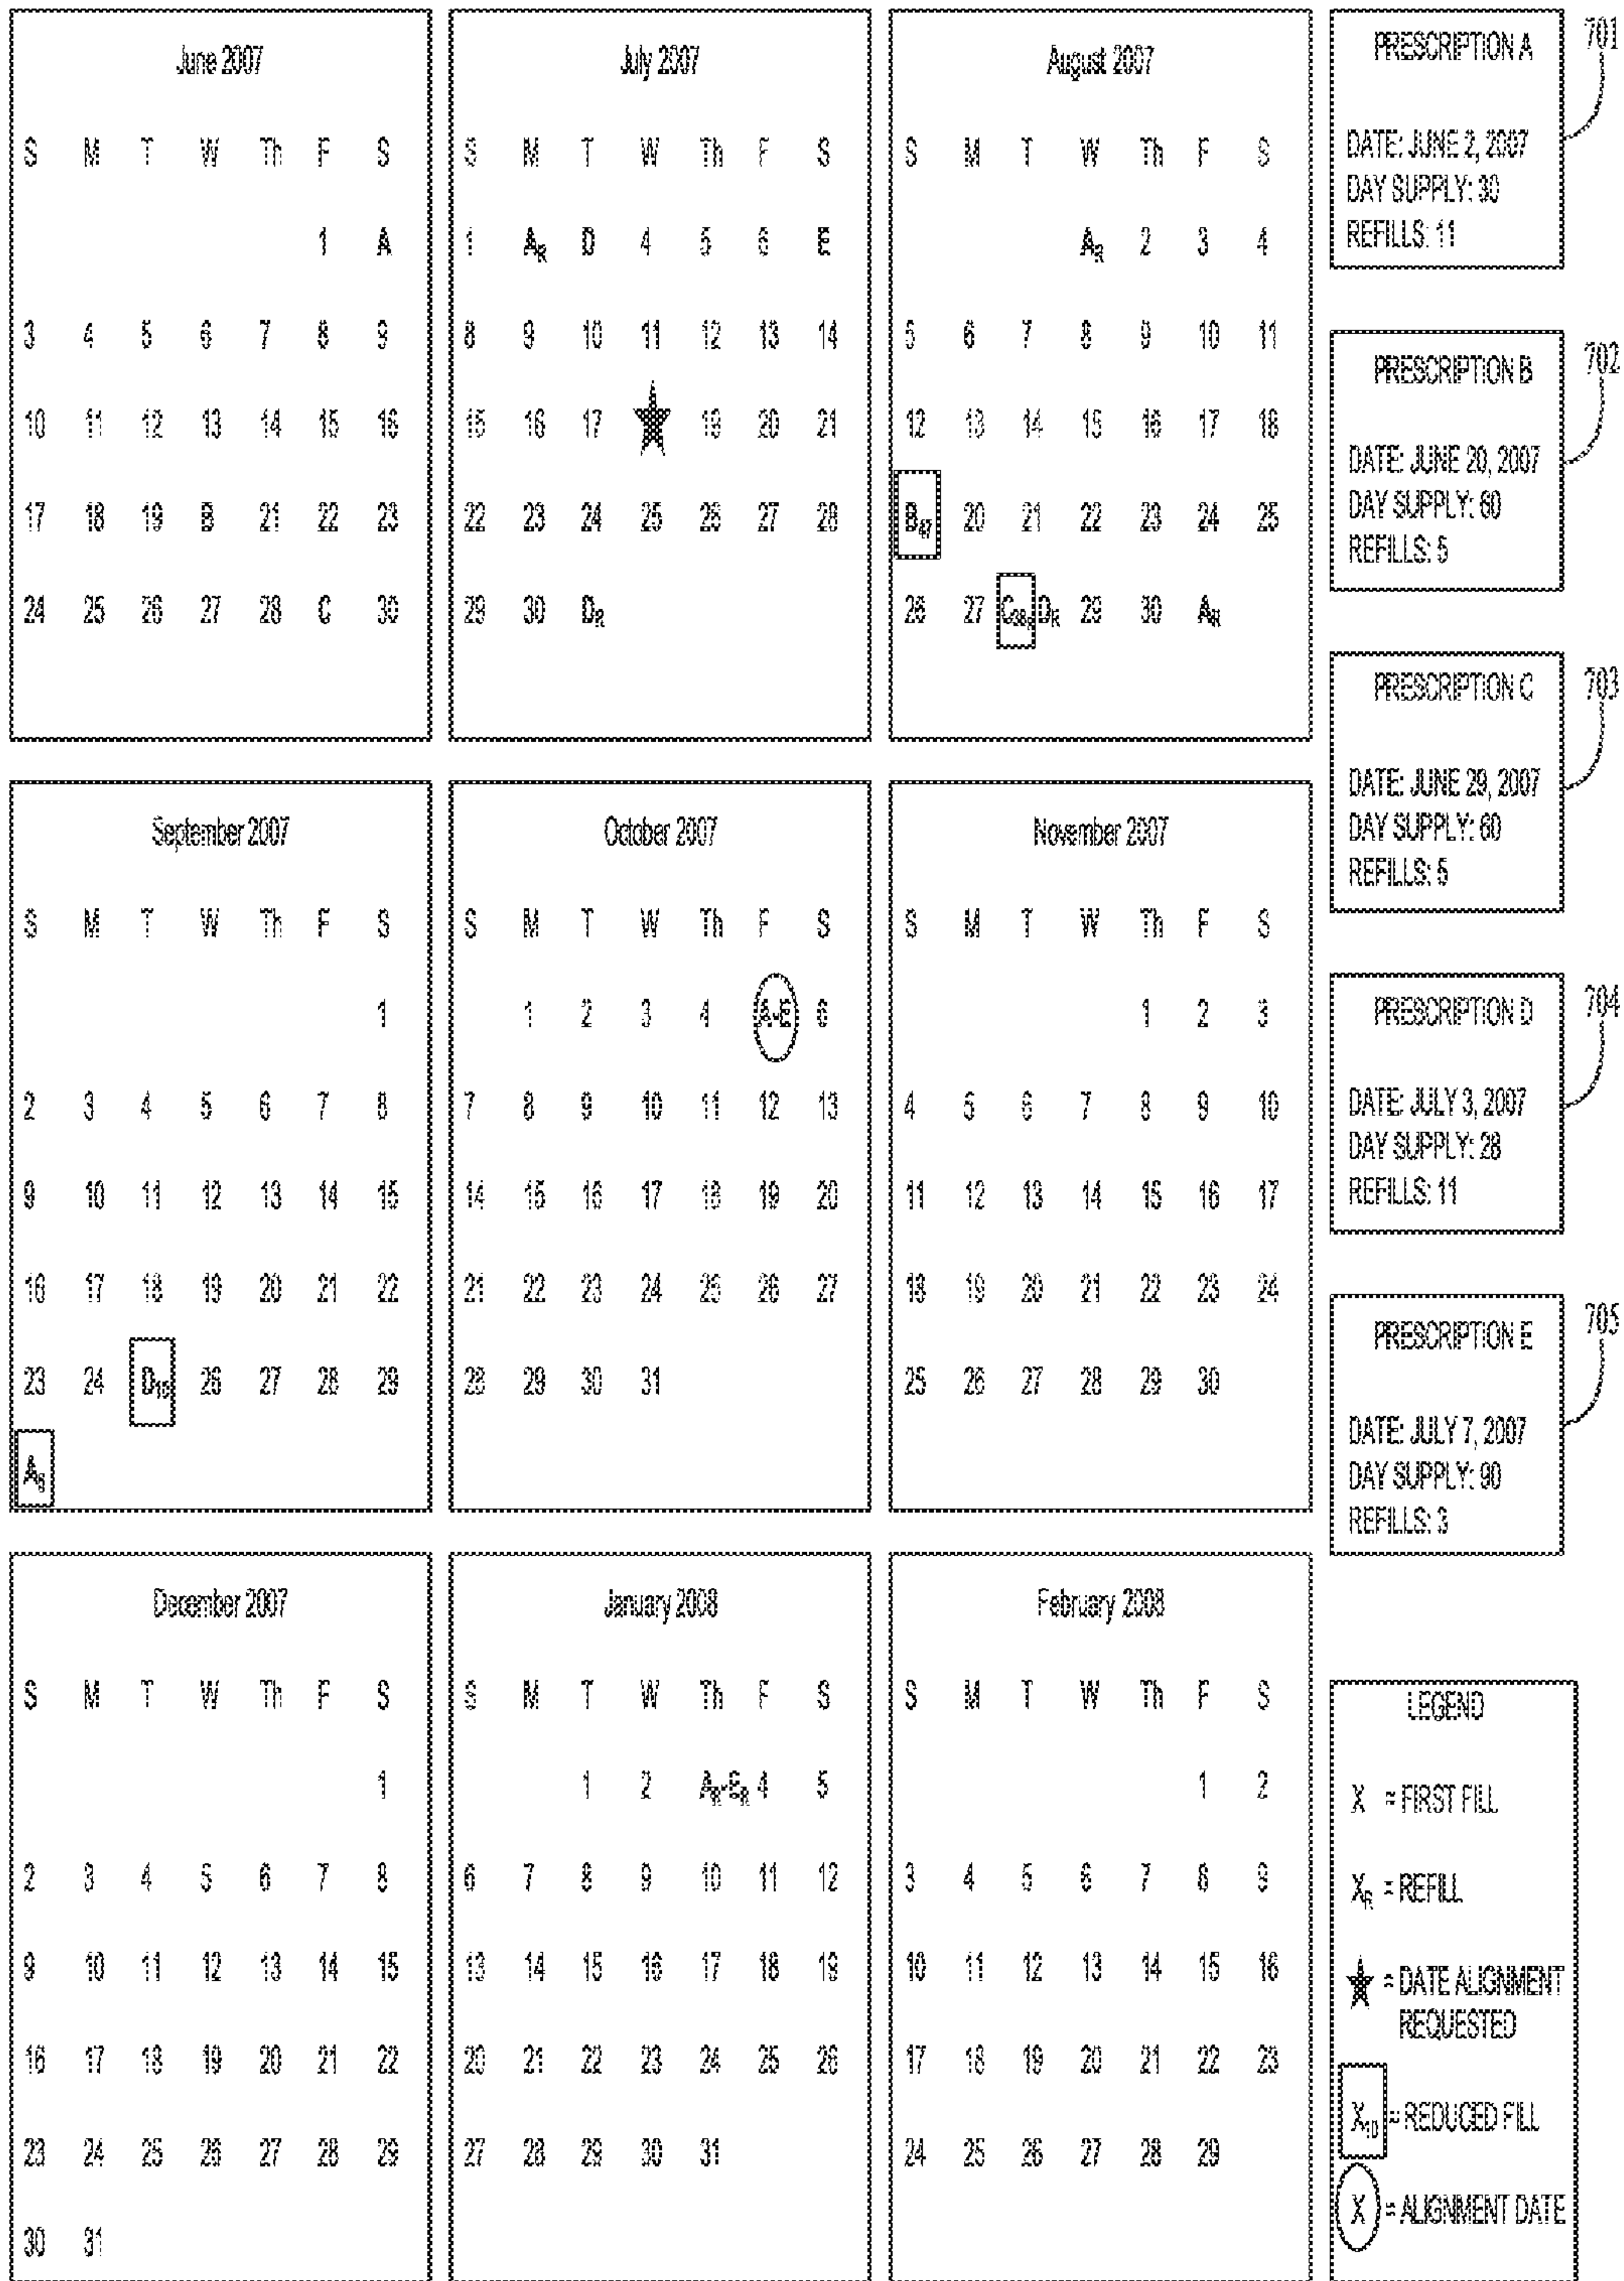 June 2007
S M T W Th F S
1 A
3 4 5 6 7 8 9
10 11 12 13 14 15 16
17 18 19 B 21 22 23
24 25 26 27 28 C 30
July 2007
S M T W Th F S
1 A_R D 4 5 6 E
8 9 10 11 12 13 14
15 16 17 19 20 21
22 23 24 25 26 27 28
29 30 D_R
August 2007
S M T W Th F S
A_R 2 3 4
5 6 7 8 9 10 11
12 13 14 15 16 17 18
B_47 20 21 22 23 24 25
26 27 C_38 D_R 29 30 A_R
PRESCRIPTION A
701
DATE: JUNE 2, 2007
DAY SUPPLY: 30
REFILLS: 11
PRESCRIPTION B
702
DATE: JUNE 20, 2007
DAY SUPPLY: 60
REFILLS: 5
PRESCRIPTION C
703
DATE: JUNE 29, 2007
DAY SUPPLY: 60
REFILLS: 5
September 2007
S M T W Th F S
1
2 3 4 5 6 7 8
9 10 11 12 13 14 15
16 17 18 19 20 21 22
23 24 D_10 26 27 28 29
A_5
October 2007
S M T W Th F S
1 2 3 4 A-E 6
7 8 9 10 11 12 13
14 15 16 17 18 19 20
21 22 23 24 25 26 27
28 29 30 31
November 2007
S M T W Th F S
1 2 3
4 5 6 7 8 9 10
11 12 13 14 15 16 17
18 19 20 21 22 23 24
25 26 27 28 29 30
PRESCRIPTION D
704
DATE: JULY 3, 2007
DAY SUPPLY: 28
REFILLS: 11
PRESCRIPTION E
705
DATE: JULY 7, 2007
DAY SUPPLY: 90
REFILLS: 3
December 2007
S M T W Th F S
1
2 3 4 5 6 7 8
9 10 11 12 13 14 15
16 17 18 19 20 21 22
23 24 25 26 27 28 29
30 31
January 2008
S M T W Th F S
1 2 A_R-E_R 4 5
6 7 8 9 10 11 12
13 14 15 16 17 18 19
20 21 22 23 24 25 26
27 28 29 30 31
February 2008
S M T W Th F S
1 2
3 4 5 6 7 8 9
10 11 12 13 14 15 16
17 18 19 20 21 22 23
24 25 26 27 28 29
LEGEND
X = FIRST FILL
X_R = REFILL
= DATE ALIGNMENT
REQUESTED
X_10 = REDUCED FILL
X = ALIGNMENT DATE